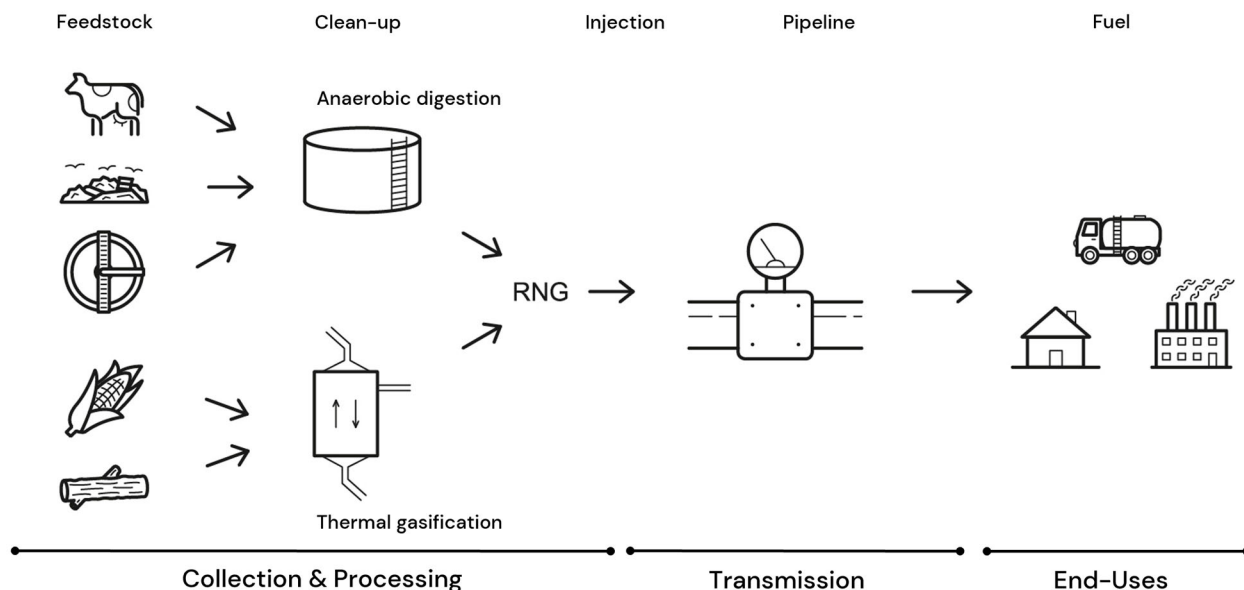 Feedstock
Clean-up
Injection
Pipeline
Fuel
Anaerobic digestion
RNG
Thermal gasification
Collection & Processing
Transmission
End-Uses